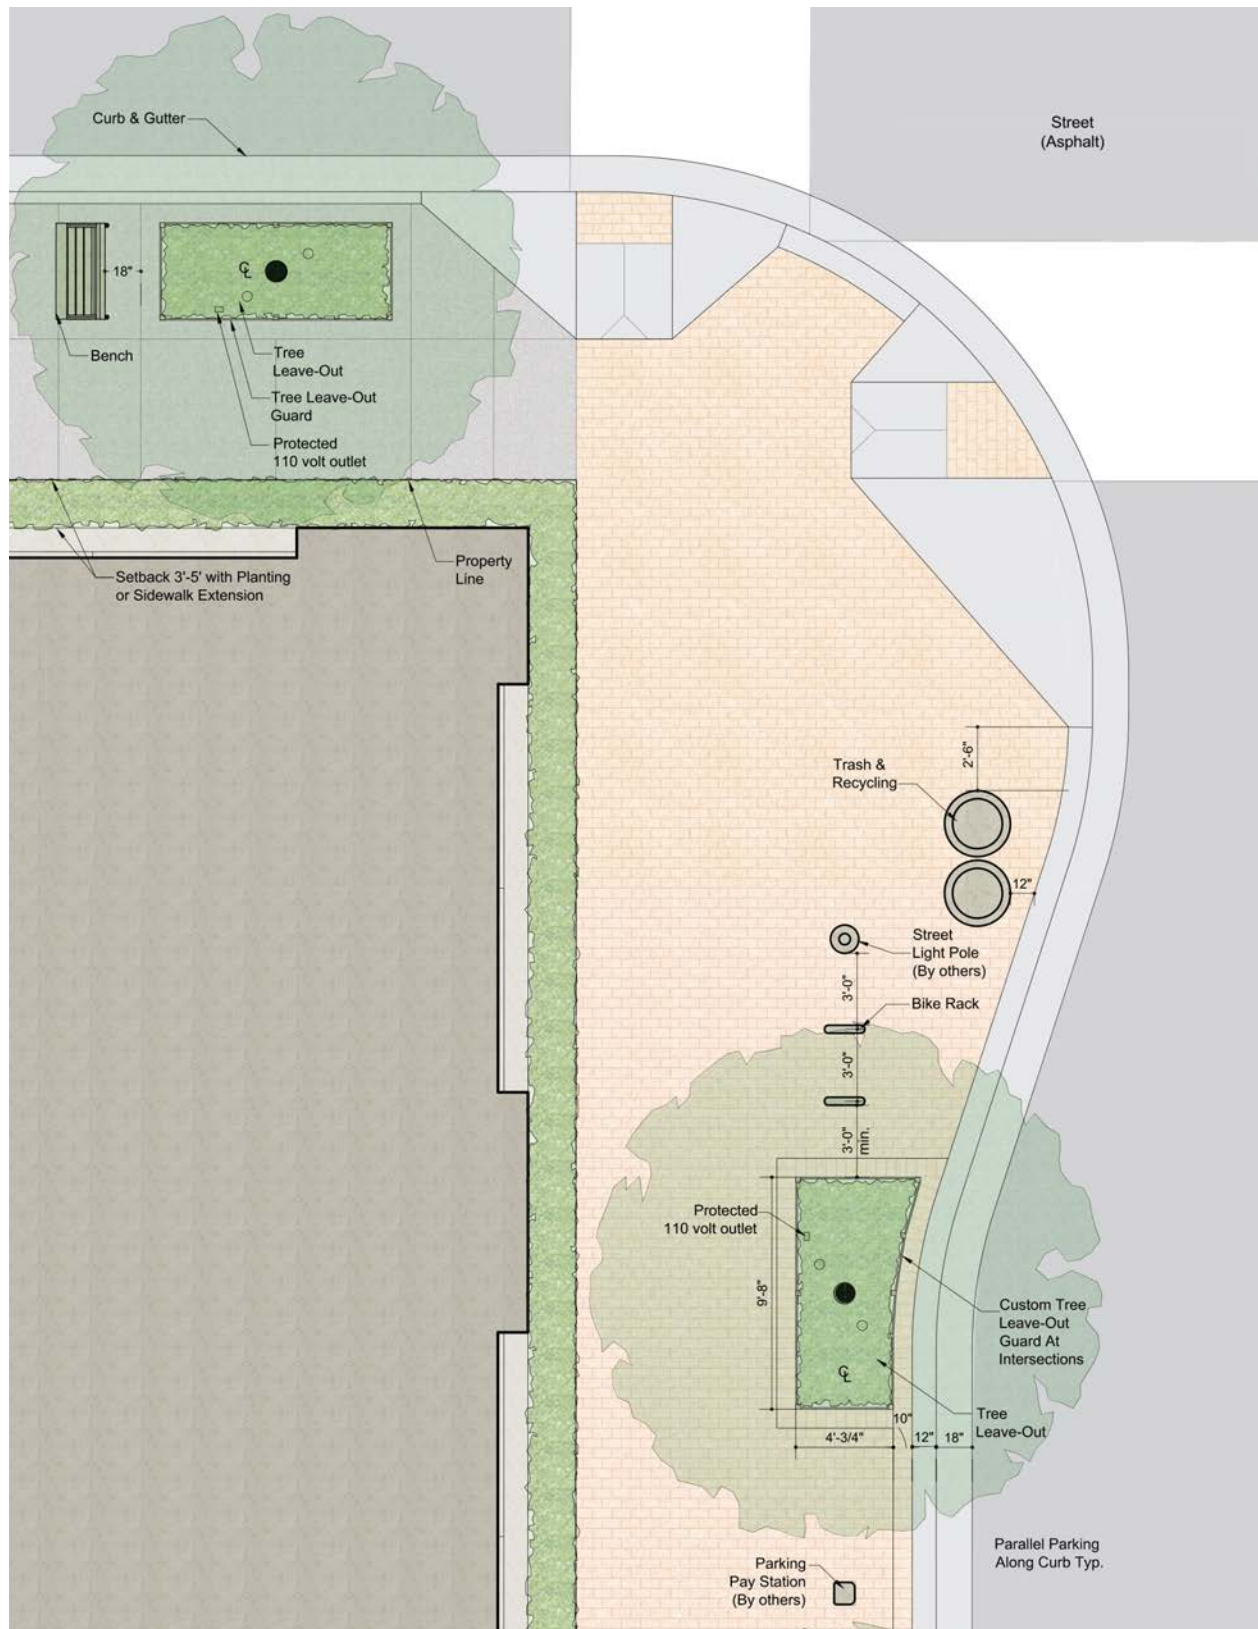 Curb & Gutter
Street
(Asphalt)
C L
18"
Bench
Tree
Leave-Out
Tree Leave-Out
Guard
Protected
110 volt outlet
Property
Line
Setback 3'-5' with Planting
or Sidewalk Extension
2'-6"
Trash &
Recycling
12"
Street
Light Pole
(By others)
3'-0"
Bike Rack
3'-0"
3'-0"
min.
Protected
110 volt outlet
9'-8"
Custom Tree
Leave-Out
Guard At
Intersections
C L
Tree
Leave-Out
10"
4'-3/4"
12"
18"
Parallel Parking
Along Curb Typ.
Parking
Pay Station
(By others)